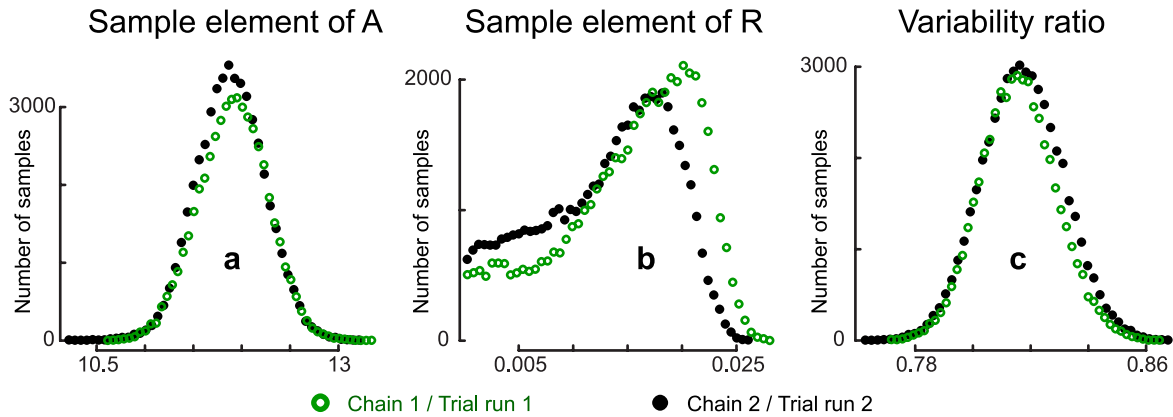 Sample element of A
Sample element of R
Variability ratio
Number of samples
3000
0
a
10.5
13
Number of samples
2000
0
b
0.005
0.025
Number of samples
3000
0
c
0.78
0.86
Chain 1 / Trial run 1
Chain 2 / Trial run 2